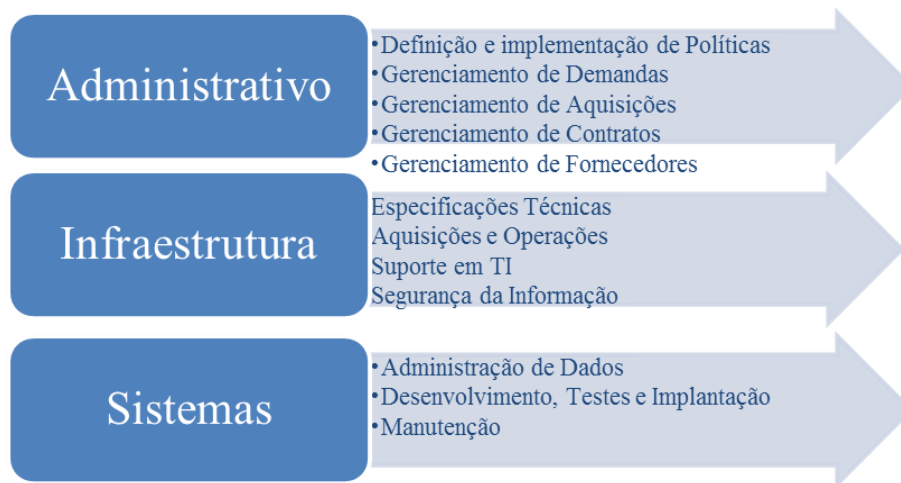 Administrativo
•Definição e implementação de Políticas
•Gerenciamento de Demandas
•Gerenciamento de Aquisições
•Gerenciamento de Contratos
•Gerenciamento de Fornecedores
Infraestrutura
Especificações Técnicas
Aquisições e Operações
Suporte em TI
Segurança da Informação
Sistemas
•Administração de Dados
•Desenvolvimento, Testes e Implantação
•Manutenção